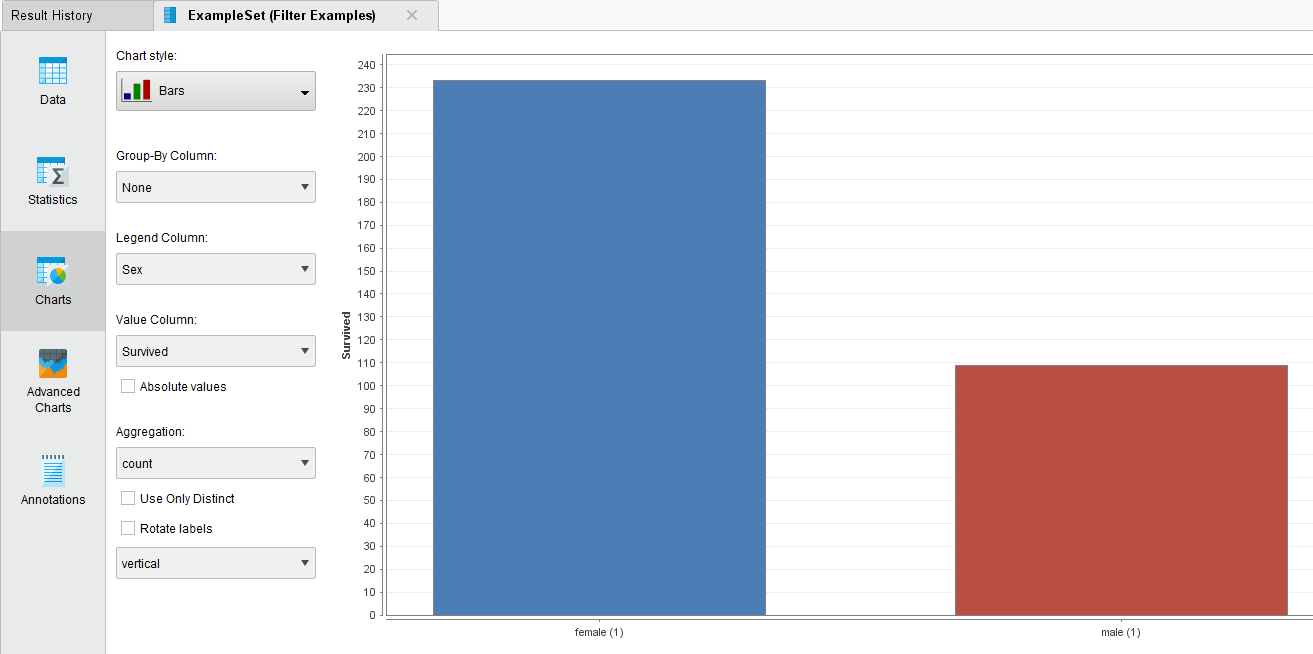 Result History
ExampleSet (Filter Examples)
Data
Statistics
Charts
Advanced
Charts
Annotations
Chart style:
Bars
Group-By Column:
None
Legend Column:
Sex
Value Column:
Survived
Absolute values
Aggregation:
count
Use Only Distinct
Rotate labels
vertical
Survived
240
230
220
210
200
190
180
170
160
150
140
130
120
110
100
90
80
70
60
50
40
30
20
10
0
female (1)
male (1)